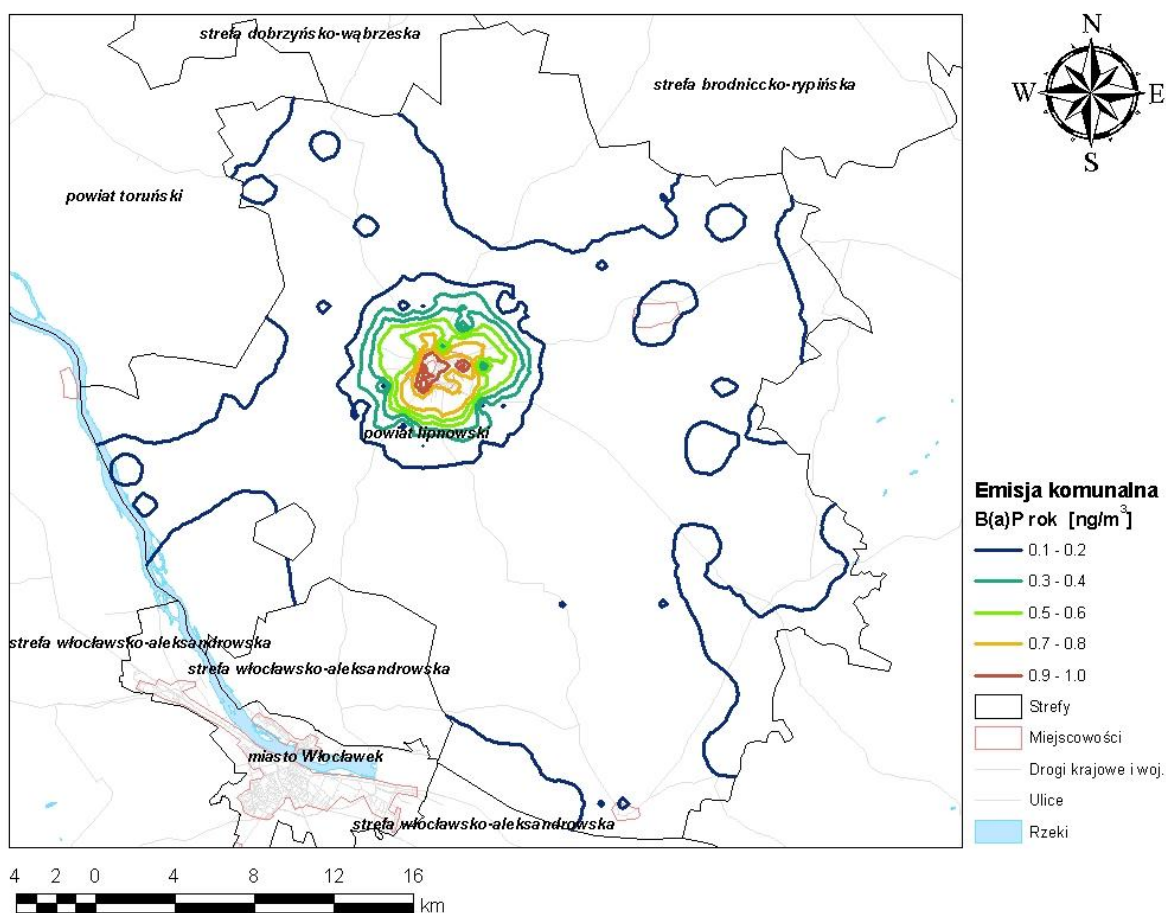 strefa dobrzyńsko-wąbrzeska
strefa brodniccko-rypińska
powiat toruński
powiat lipnowski
strefa włocławsko-aleksandrowska
strefa włocławsko-aleksandrowska
miasto Włocławek
strefa włocławsko-aleksandrowska
N
W E
S
Emisja komunalna
B(a)P rok [ng/m³]
0.1 - 0.2
0.3 - 0.4
0.5 - 0.6
0.7 - 0.8
0.9 - 1.0
Strefy
Miejscowości
Drogi krajowe i woj.
Ulice
Rzeki
4 2 0 4 8 12 16
km